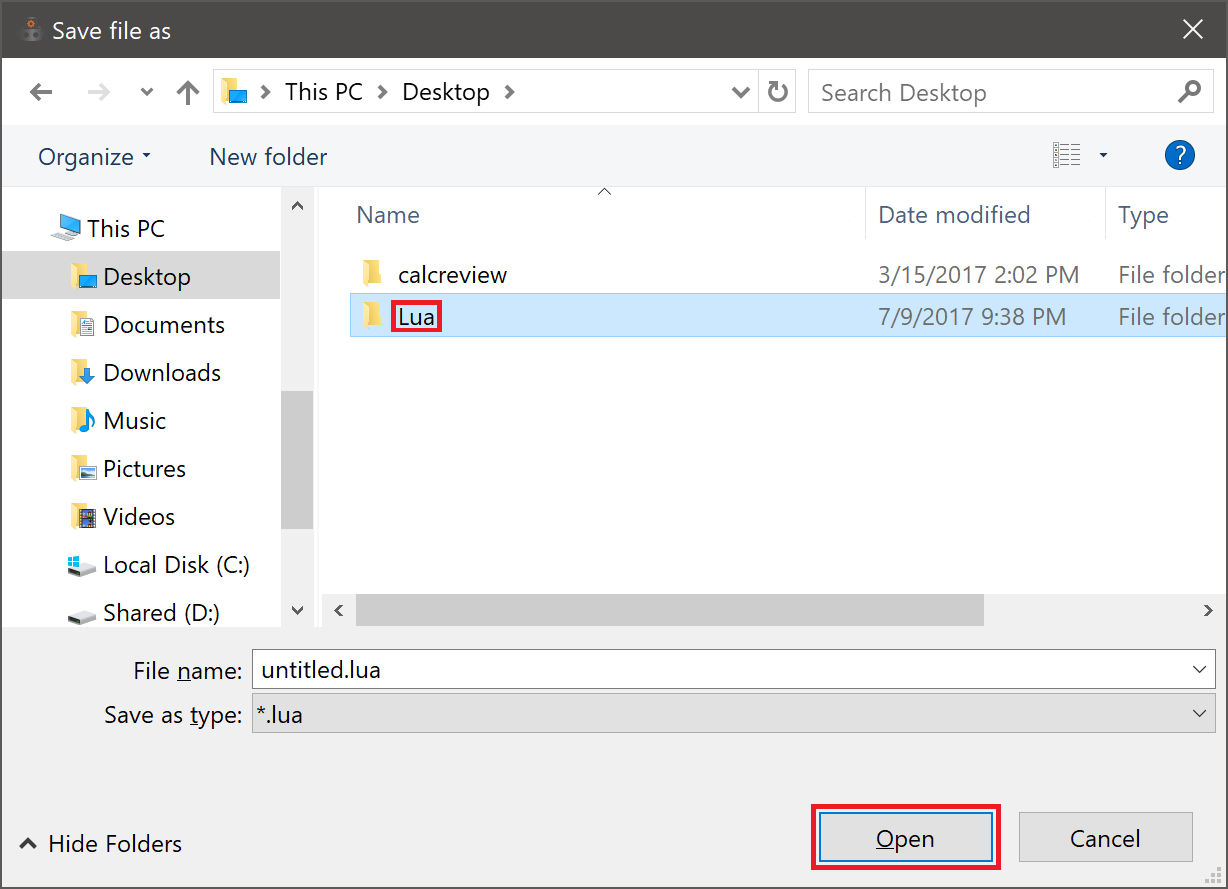 Save file as
This PC Desktop
Search Desktop
Organize
New folder
?
Name
Date modified
Type
This PC
Desktop
Documents
Downloads
Music
Pictures
Videos
Local Disk (C:)
Shared (D:)
calcreview 3/15/2017 2:02 PM File folder
Lua 7/9/2017 9:38 PM File folder
File name: untitled.lua
Save as type: *.lua
Hide Folders
Open
Cancel